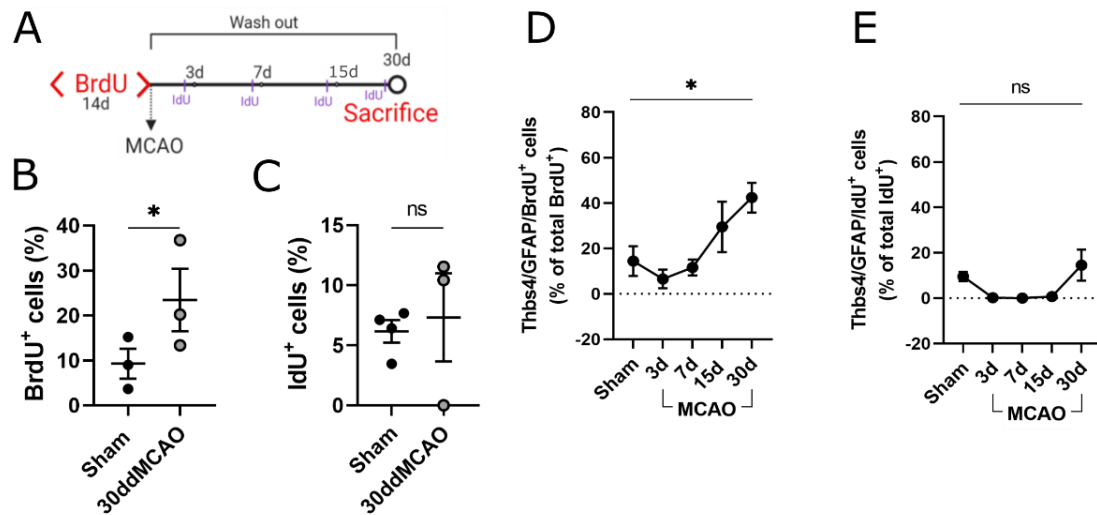 A
Wash out
BrdU
14d
3d
7d
15d
30d
IdU
IdU
IdU
IdU
Sacrifice
MCAO
B
BrdU⁺ cells (%)
40
30
20
10
0
*
Sham
30ddMCAO
C
IdU⁺ cells (%)
15
10
5
0
ns
Sham
30ddMCAO
D
Thbs4/GFAP/BrdU⁺ cells
(% of total BrdU⁺)
80
60
40
20
0
-20
*
Sham
3d
7d
15d
30d
MCAO
E
Thbs4/GFAP/IdU⁺ cells
(% of total IdU⁺)
80
60
40
20
0
-20
ns
Sham
3d
7d
15d
30d
MCAO